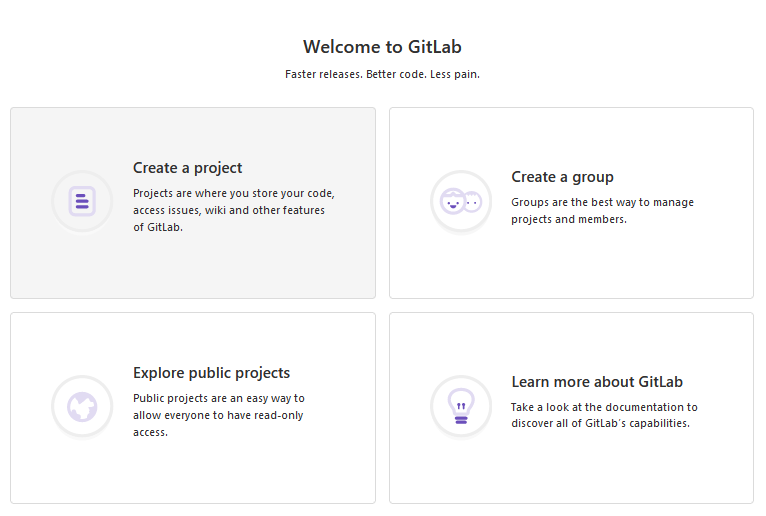 Welcome to GitLab
Faster releases. Better code. Less pain.
Create a project
Projects are where you store your code,
access issues, wiki and other features
of GitLab.
Create a group
Groups are the best way to manage
projects and members.
Explore public projects
Public projects are an easy way to
allow everyone to have read-only
access.
Learn more about GitLab
Take a look at the documentation to
discover all of GitLab's capabilities.